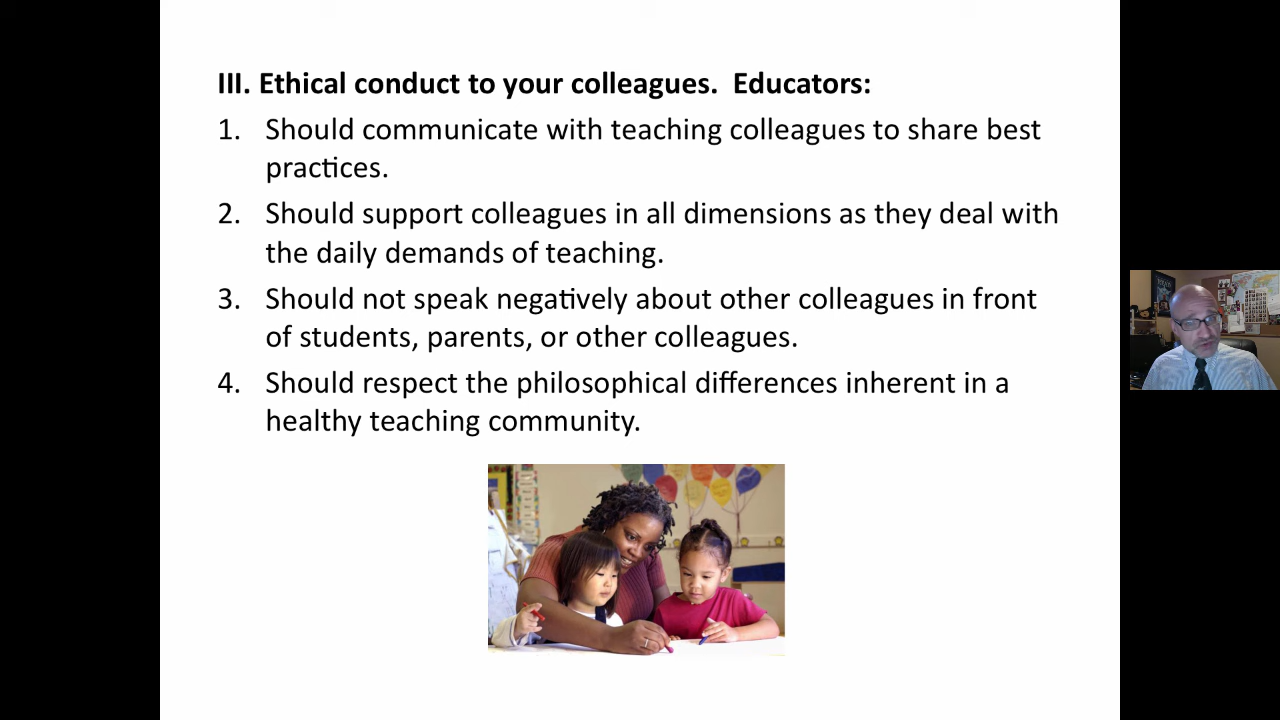 III. Ethical conduct to your colleagues.  Educators:
1. Should communicate with teaching colleagues to share best
practices.
2. Should support colleagues in all dimensions as they deal with
the daily demands of teaching.
3. Should not speak negatively about other colleagues in front
of students, parents, or other colleagues.
4. Should respect the philosophical differences inherent in a
healthy teaching community.